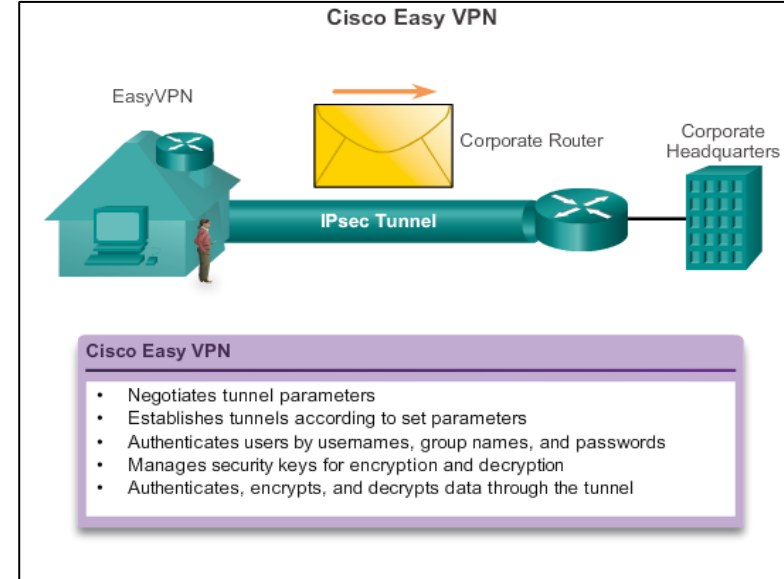 Cisco Easy VPN
EasyVPN
Corporate Router
Corporate
Headquarters
IPsec Tunnel
Cisco Easy VPN
• Negotiates tunnel parameters
• Establishes tunnels according to set parameters
• Authenticates users by usernames, group names, and passwords
• Manages security keys for encryption and decryption
• Authenticates, encrypts, and decrypts data through the tunnel